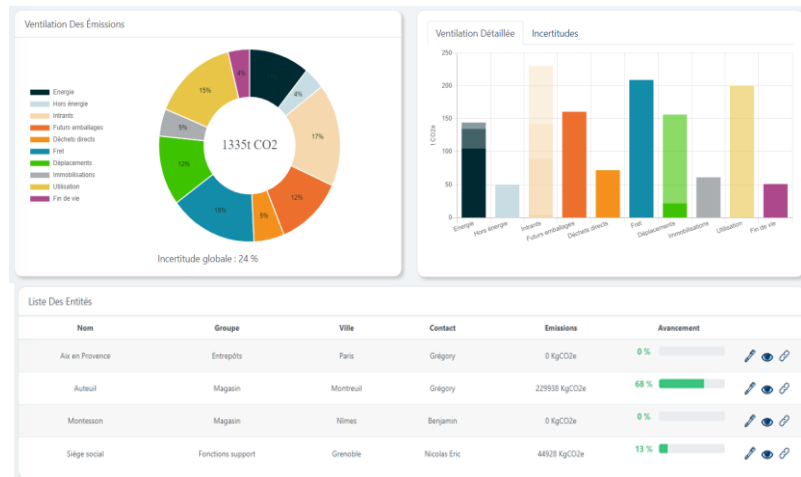 Ventilation Des Émissions
Energie
Hors énergie
Intrants
Futurs emballages
Déchets directs
Fret
Déplacements
Immobilisations
Utilisation
Fin de vie
4%
4%
15%
17%
5%
12%
12%
5%
1335t CO2
Incertitude globale : 24 %
Ventilation Détaillée Incertitudes
t CO2e
250
200
150
100
50
0
Energie
Hors énergie
Intrants
Futurs emballages
Déchets directs
Fret
Déplacements
Immobilisations
Utilisation
Fin de vie
Liste Des Entités
Nom Groupe Ville Contact Emissions Avancement
Aix en Provence Entrepôts Paris Grégory 0 KgCO2e 0 %
Auteuil Magasin Montreuil Grégory 229938 KgCO2e 68 %
Montesson Magasin Nîmes Benjamin 0 KgCO2e 0 %
Siège social Fonctions support Grenoble Nicolas Eric 44928 KgCO2e 13 %